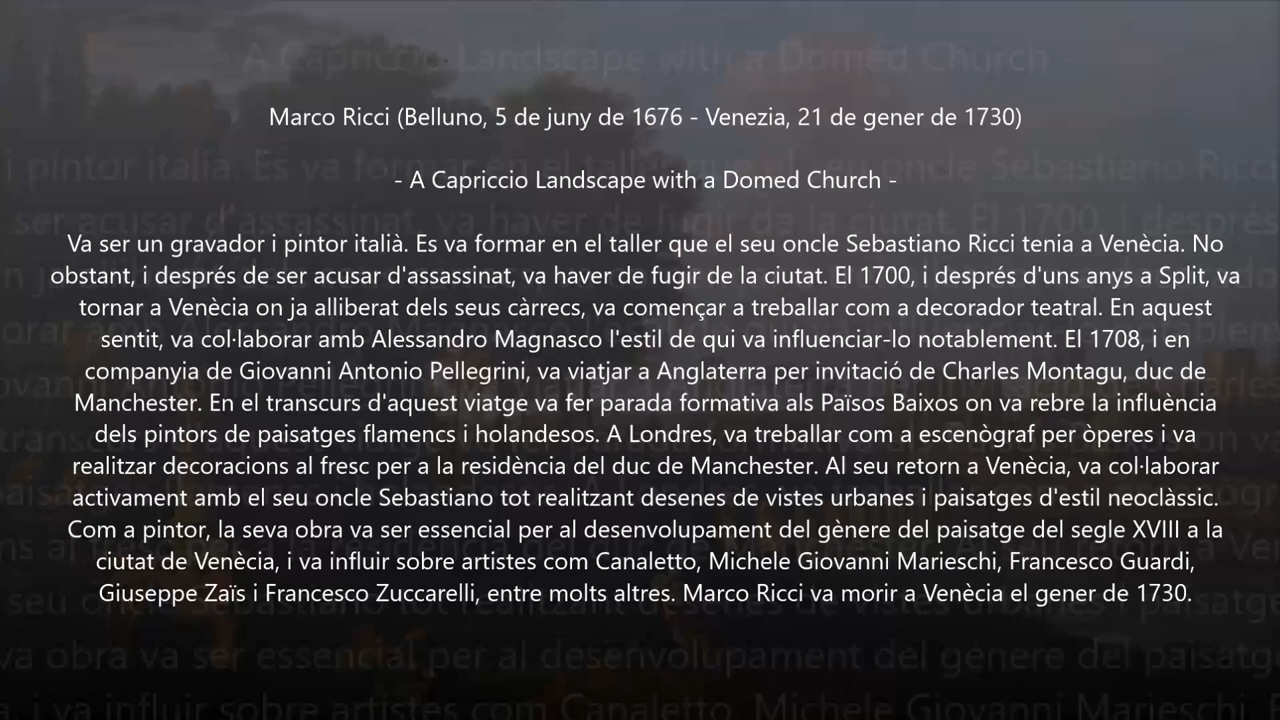 Marco Ricci (Belluno, 5 de juny de 1676 - Venezia, 21 de gener de 1730)
- A Capriccio Landscape with a Domed Church -
Va ser un gravador i pintor italià. Es va formar en el taller que el seu oncle Sebastiano Ricci tenia a Venècia. No
obstant, i després de ser acusar d'assassinat, va haver de fugir de la ciutat. El 1700, i després d'uns anys a Split, va
tornar a Venècia on ja alliberat dels seus càrrecs, va començar a treballar com a decorador teatral. En aquest
sentit, va col·laborar amb Alessandro Magnasco l'estil de qui va influenciar-lo notablement. El 1708, i en
companyia de Giovanni Antonio Pellegrini, va viatjar a Anglaterra per invitació de Charles Montagu, duc de
Manchester. En el transcurs d'aquest viatge va fer parada formativa als Països Baixos on va rebre la influència
dels pintors de paisatges flamencs i holandesos. A Londres, va treballar com a escenògraf per òperes i va
realitzar decoracions al fresc per a la residència del duc de Manchester. Al seu retorn a Venècia, va col·laborar
activament amb el seu oncle Sebastiano tot realitzant desenes de vistes urbanes i paisatges d'estil neoclàssic.
Com a pintor, la seva obra va ser essencial per al desenvolupament del gènere del paisatge del segle XVIII a la
ciutat de Venècia, i va influir sobre artistes com Canaletto, Michele Giovanni Marieschi, Francesco Guardi,
Giuseppe Zaïs i Francesco Zuccarelli, entre molts altres. Marco Ricci va morir a Venècia el gener de 1730.